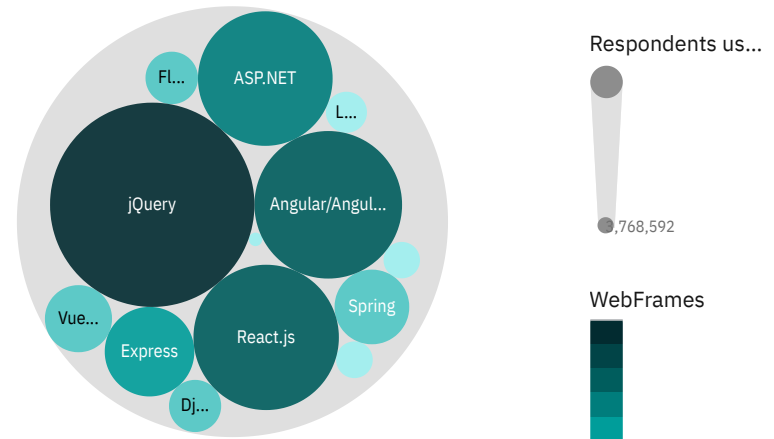 Fl...
ASP.NET
L...
jQuery
Angular/Angul...
Vue...
Express
React.js
Spring
Dj...
Respondents us...
3,768,592
WebFrames